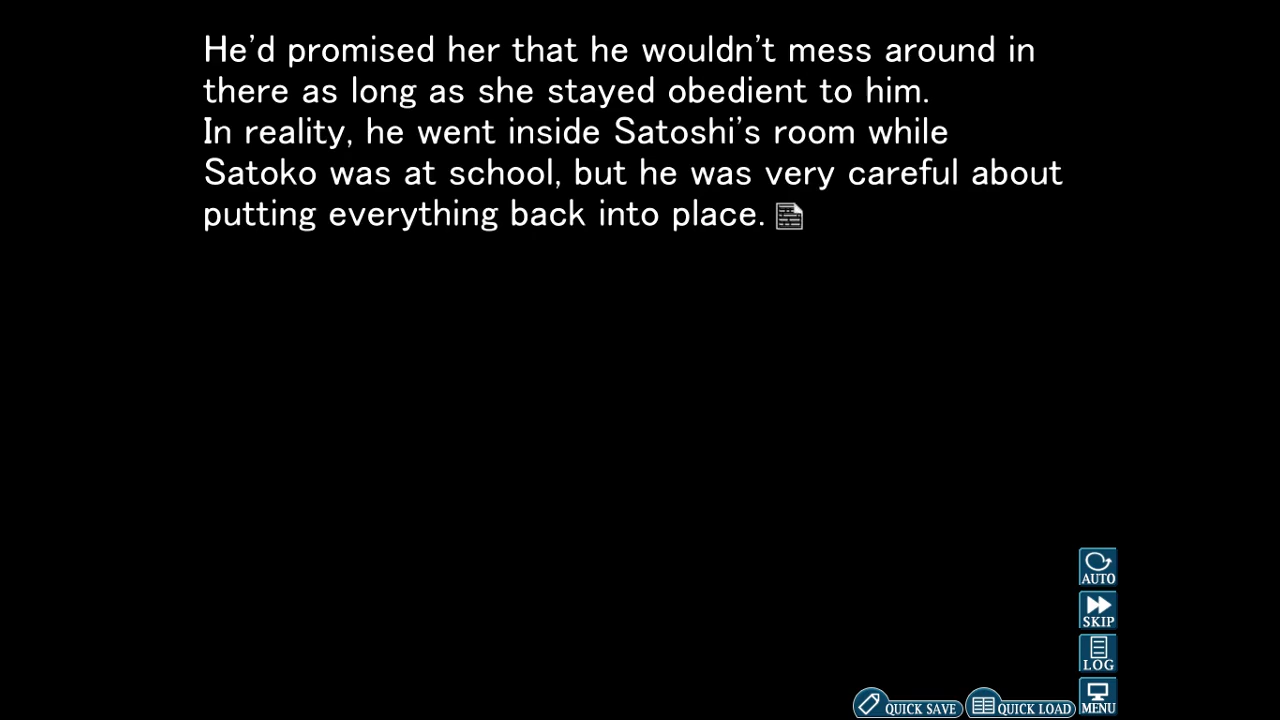 He’d promised her that he wouldn’t mess around in
there as long as she stayed obedient to him.
In reality, he went inside Satoshi’s room while
Satoko was at school, but he was very careful about
putting everything back into place.
AUTO
SKIP
LOG
QUICK SAVE QUICK LOAD MENU